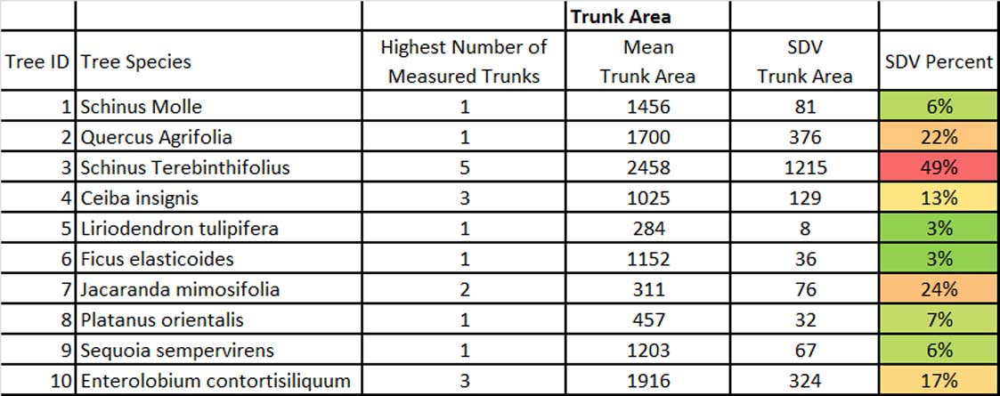 Trunk Area
Tree ID Tree Species Highest Number of Measured Trunks Mean Trunk Area SDV Trunk Area SDV Percent
1 Schinus Molle 1 1456 81 6%
2 Quercus Agrifolia 1 1700 376 22%
3 Schinus Terebinthifolius 5 2458 1215 49%
4 Ceiba insignis 3 1025 129 13%
5 Liriodendron tulipifera 1 284 8 3%
6 Ficus elasticoides 1 1152 36 3%
7 Jacaranda mimosifolia 2 311 76 24%
8 Platanus orientalis 1 457 32 7%
9 Sequoia sempervirens 1 1203 67 6%
10 Enterolobium contortisiliquum 3 1916 324 17%